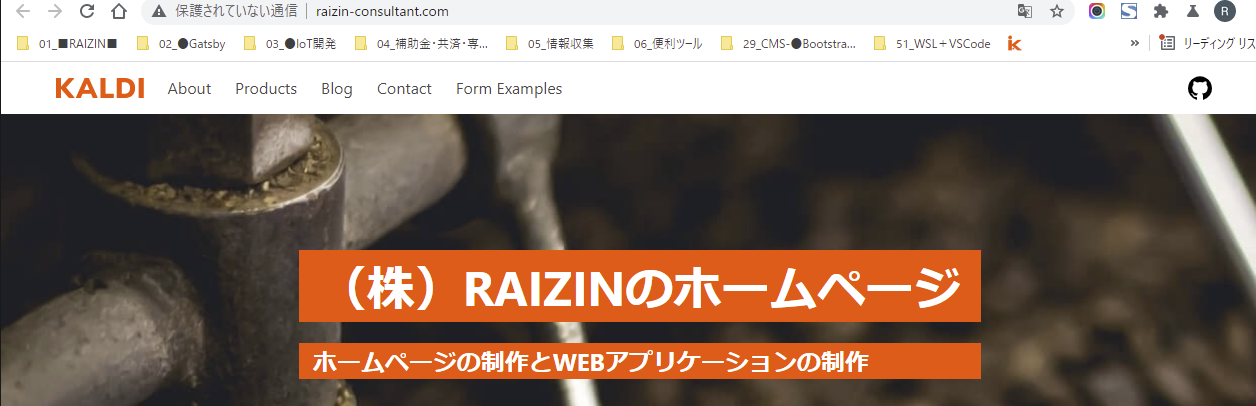 保護されていない通信 | raizin-consultant.com
R
01_■RAIZIN■ 02_●Gatsby 03_●IoT開発 04_補助金・共済・専... 05_情報収集 06_便利ツール 29_CMS-●Bootstra... 51_WSL＋VSCode » リーディング リス
KALDI About Products Blog Contact Form Examples
（株）RAIZINのホームページ
ホームページの制作とWEBアプリケーションの制作